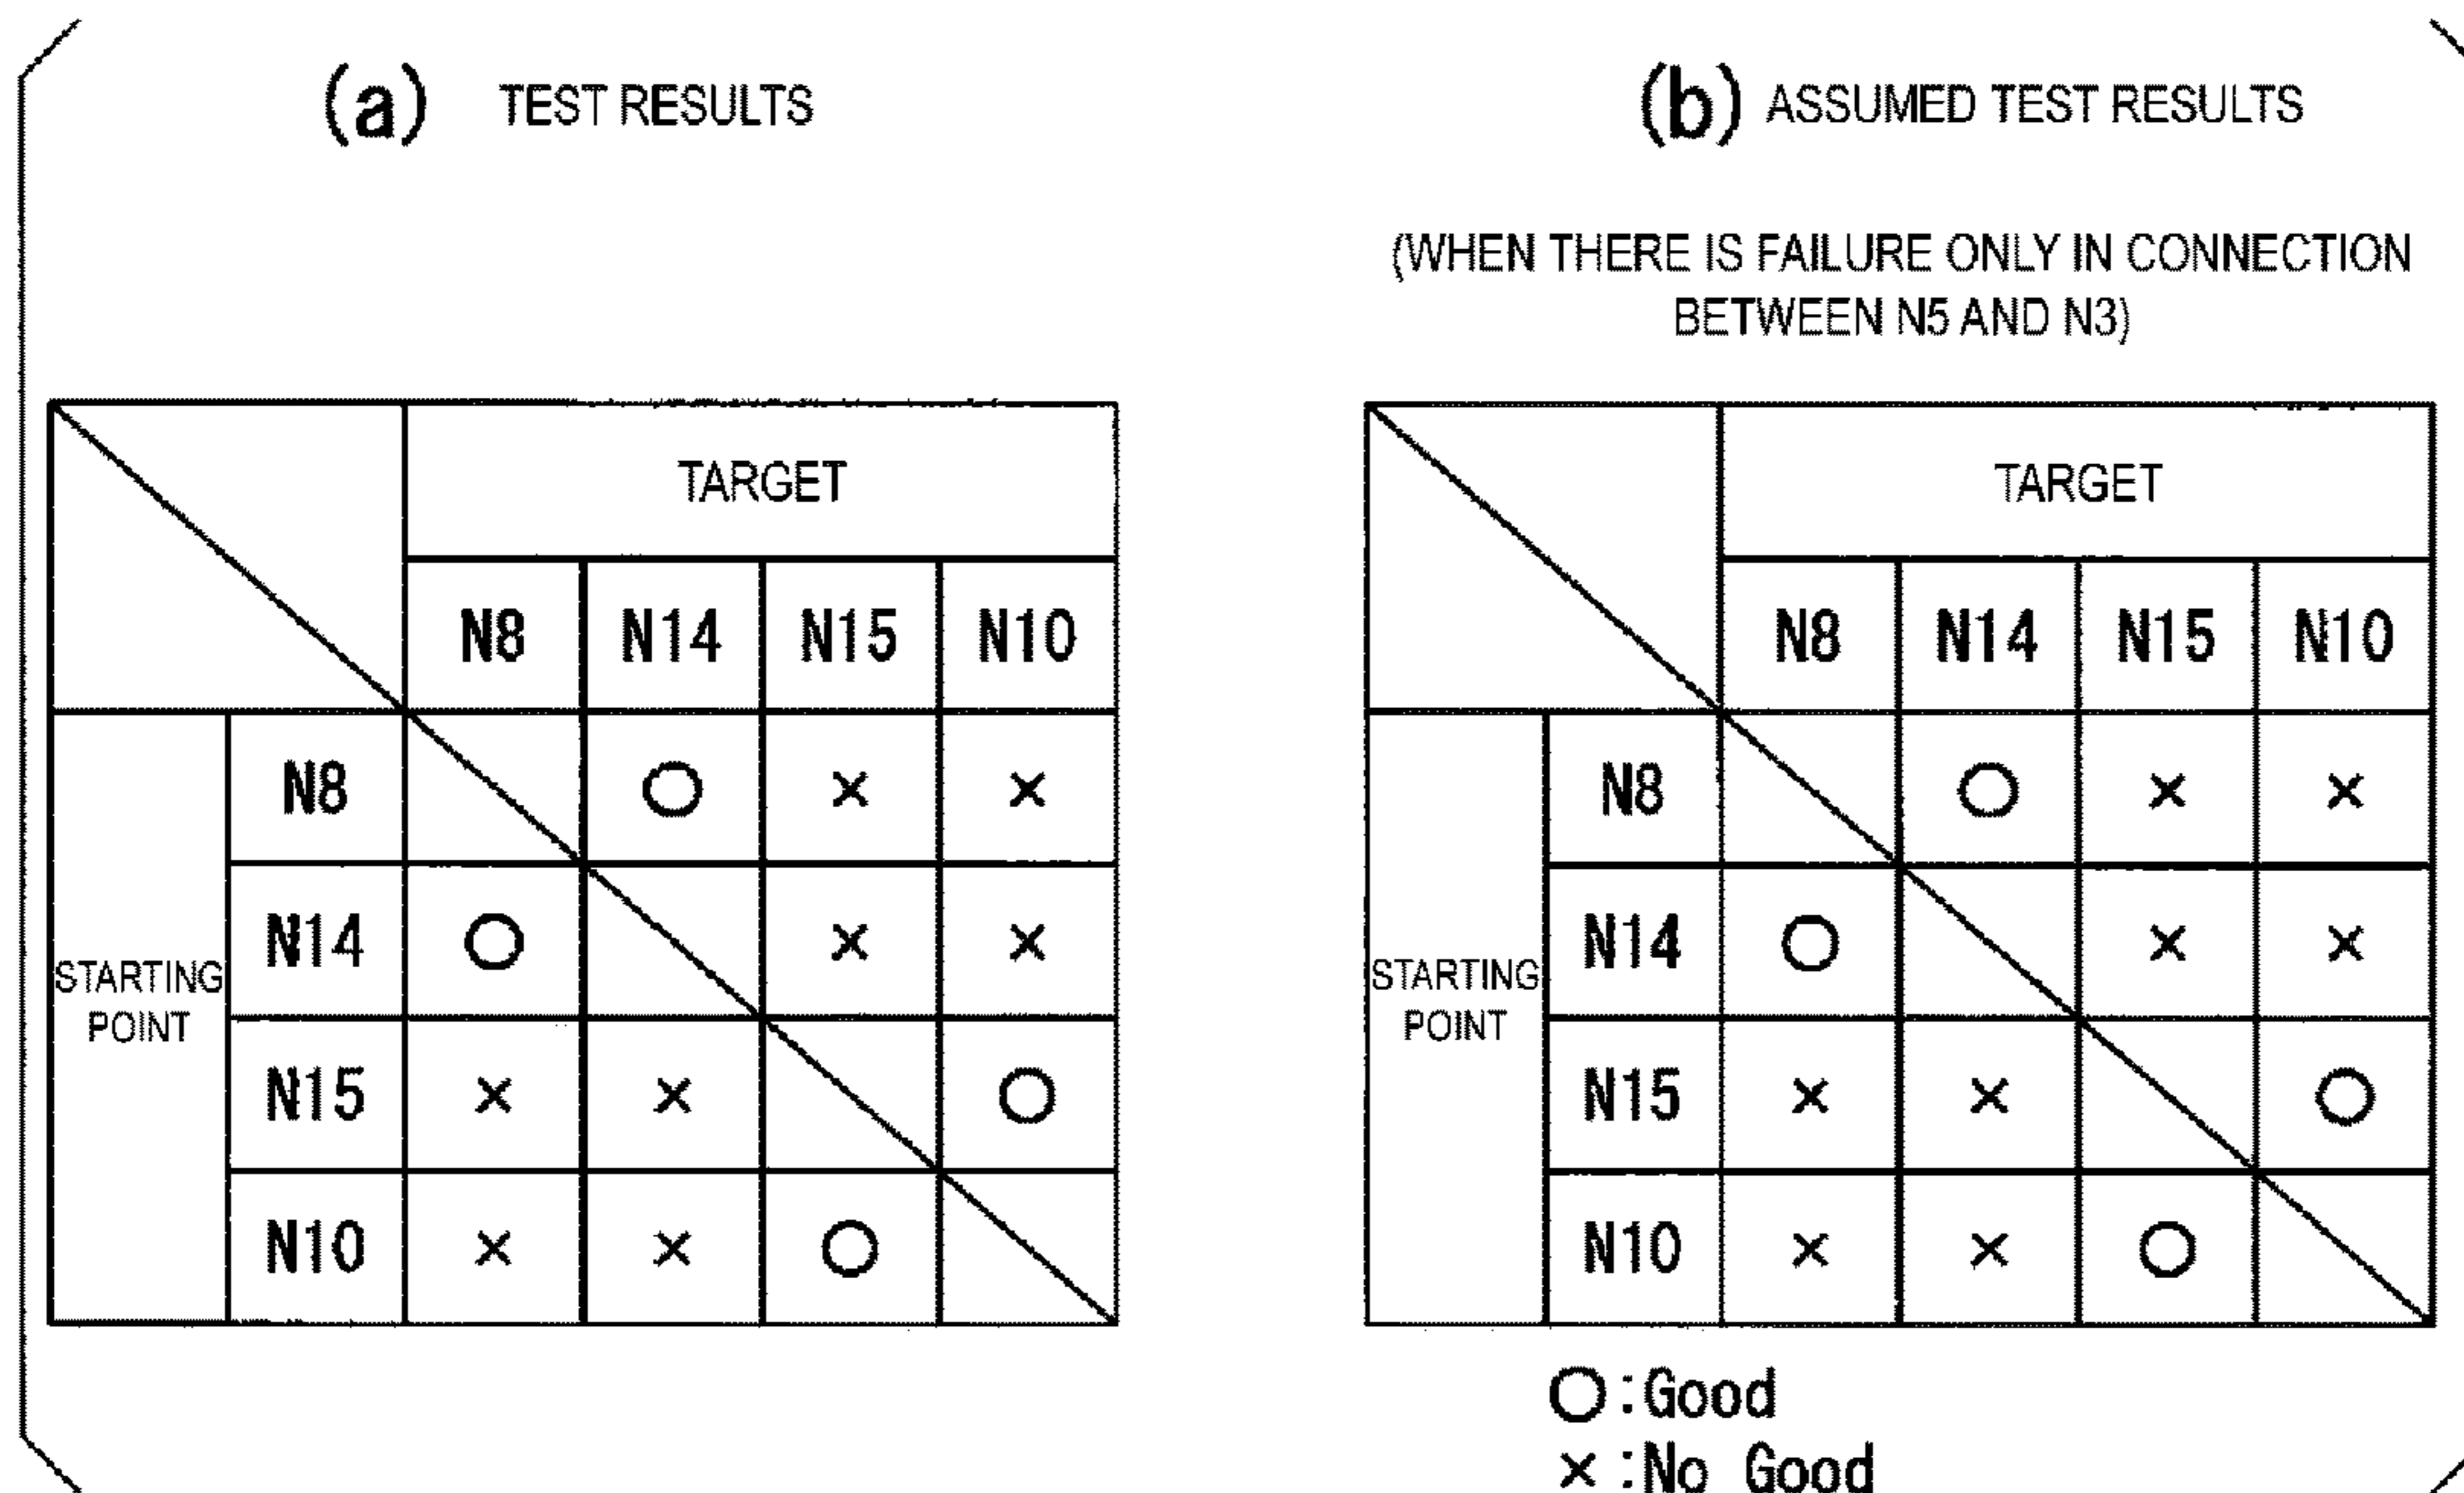 (a) TEST RESULTS
TARGET
N8 N14 N15 N10
STARTING
POINT
N8 ○ × ×
N14 ○ × ×
N15 × × ○
N10 × × ○
(b) ASSUMED TEST RESULTS
(WHEN THERE IS FAILURE ONLY IN CONNECTION
BETWEEN N5 AND N3)
TARGET
N8 N14 N15 N10
STARTING
POINT
N8 ○ × ×
N14 ○ × ×
N15 × × ○
N10 × × ○
○:Good
×:No Good